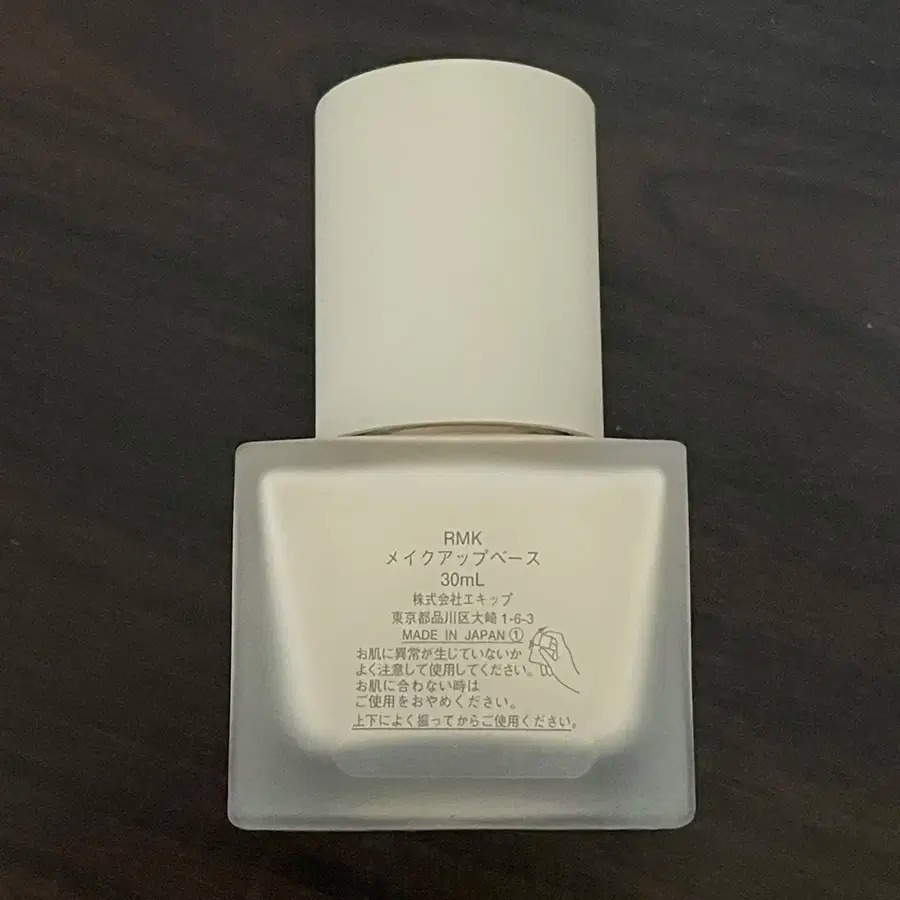 RMK
メイクアップベース
30mL
株式会社エキップ
東京都品川区大崎1-6-3
MADE IN JAPAN ①
お肌に異常が生じていないか
よく注意して使用してください。
お肌に合わない時は
ご使用をおやめください。
上下によく振ってからご使用ください。